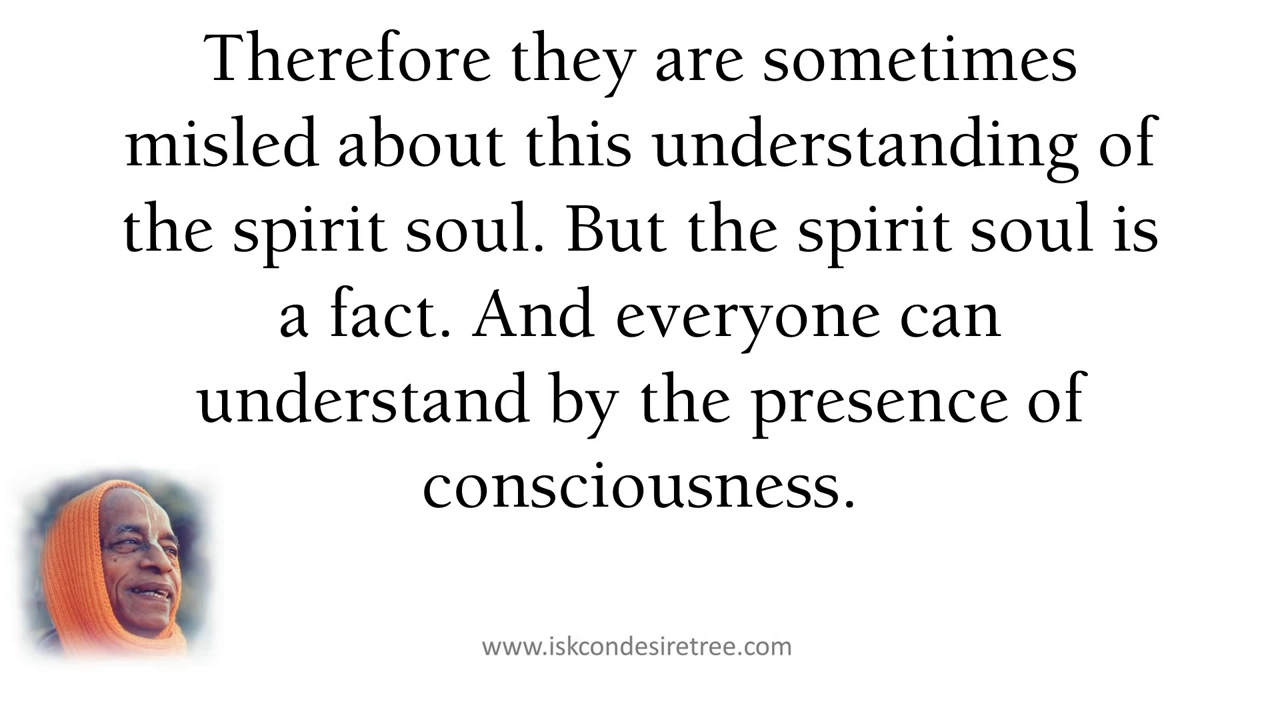 Therefore they are sometimes
misled about this understanding of
the spirit soul. But the spirit soul is
a fact. And everyone can
understand by the presence of
consciousness.
www.iskcondesiretree.com